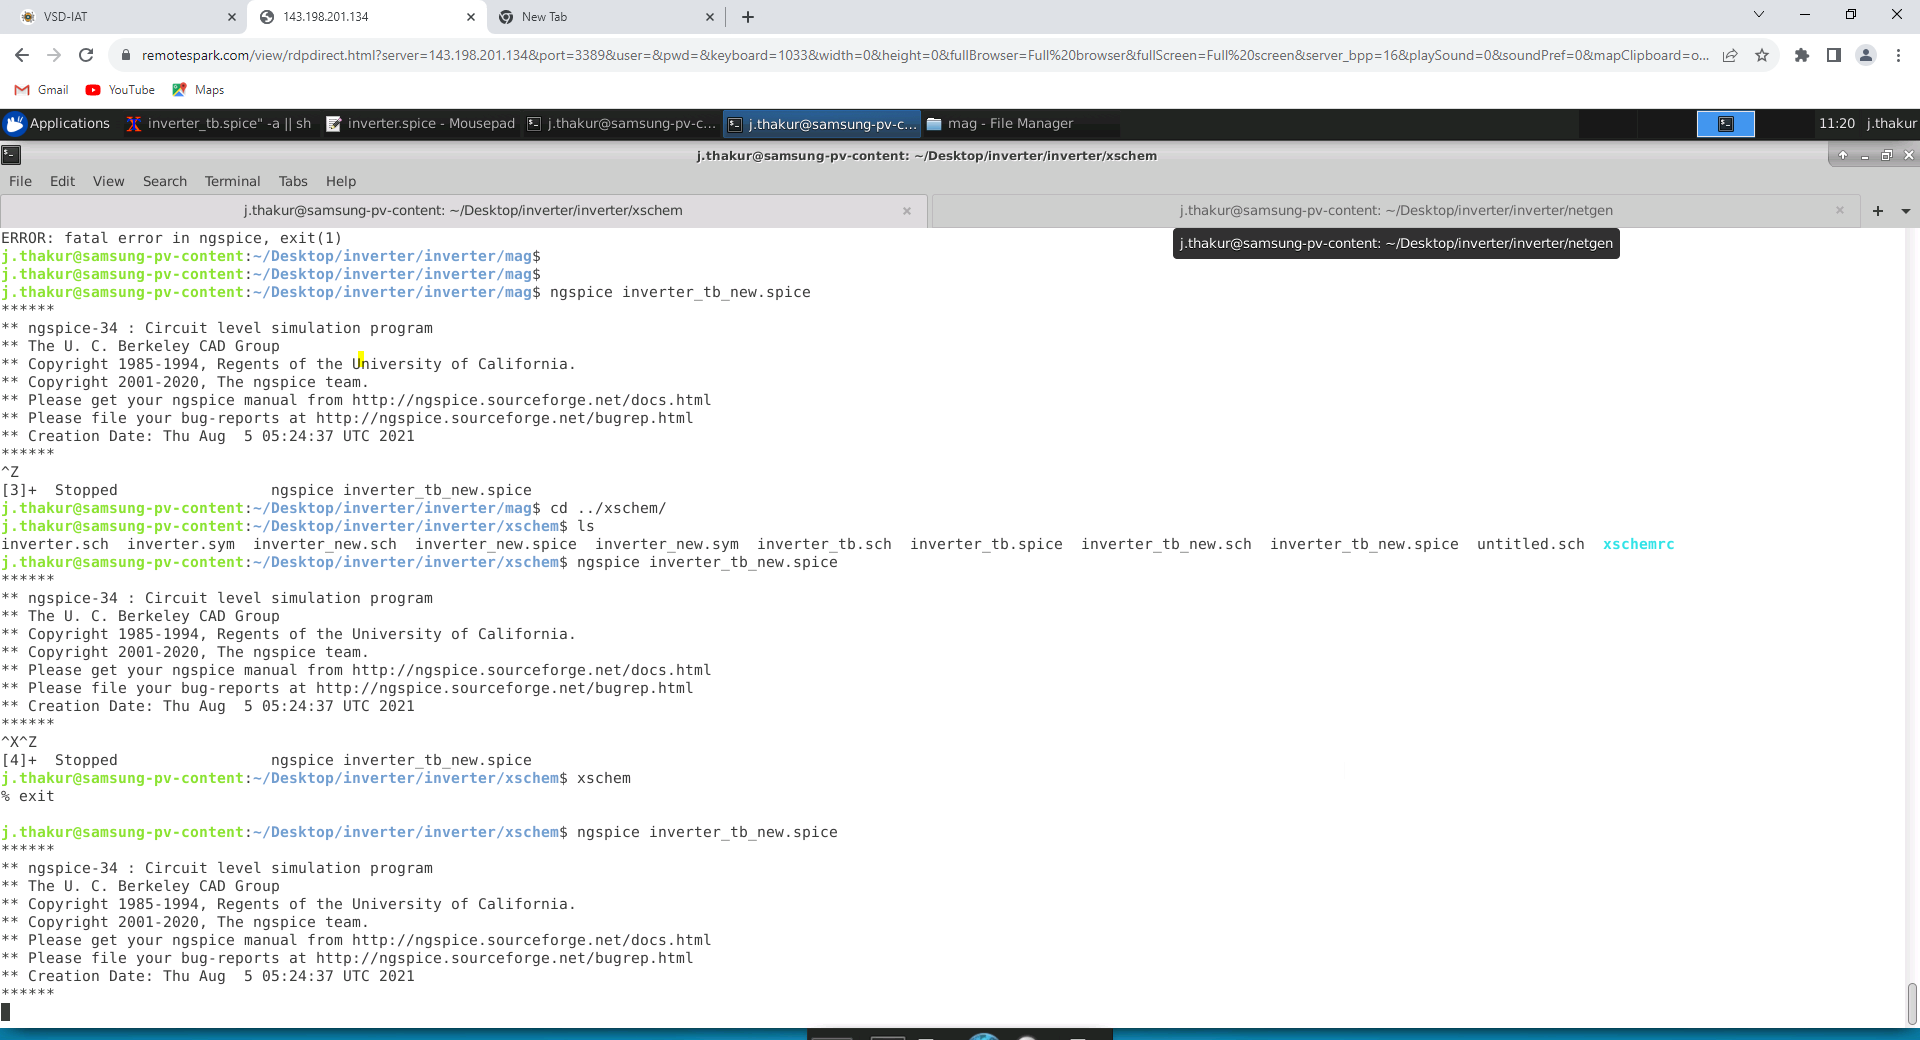 VSD-IAT
143.198.201.134
New Tab
remotespark.com/view/rdpdirect.html?server=143.198.201.134&port=3389&user=&pwd=&keyboard=1033&width=0&height=0&fullBrowser=Full%20browser&fullScreen=Full%20screen&server_bpp=16&playSound=0&soundPref=0&mapClipboard=o...
Gmail YouTube Maps
Applications inverter_tb.spice" -a || sh inverter.spice - Mousepad j.thakur@samsung-pv-c... j.thakur@samsung-pv-c... mag - File Manager 11:20 j.thakur
j.thakur@samsung-pv-content: ~/Desktop/inverter/inverter/xschem
File Edit View Search Terminal Tabs Help
j.thakur@samsung-pv-content: ~/Desktop/inverter/inverter/xschem j.thakur@samsung-pv-content: ~/Desktop/inverter/inverter/netgen
j.thakur@samsung-pv-content: ~/Desktop/inverter/inverter/netgen
ERROR: fatal error in ngspice, exit(1)
j.thakur@samsung-pv-content:~/Desktop/inverter/inverter/mag$
j.thakur@samsung-pv-content:~/Desktop/inverter/inverter/mag$
j.thakur@samsung-pv-content:~/Desktop/inverter/inverter/mag$ ngspice inverter_tb_new.spice
******
** ngspice-34 : Circuit level simulation program
** The U. C. Berkeley CAD Group
** Copyright 1985-1994, Regents of the University of California.
** Copyright 2001-2020, The ngspice team.
** Please get your ngspice manual from http://ngspice.sourceforge.net/docs.html
** Please file your bug-reports at http://ngspice.sourceforge.net/bugrep.html
** Creation Date: Thu Aug  5 05:24:37 UTC 2021
******
^Z
[3]+  Stopped                 ngspice inverter_tb_new.spice
j.thakur@samsung-pv-content:~/Desktop/inverter/inverter/mag$ cd ../xschem/
j.thakur@samsung-pv-content:~/Desktop/inverter/inverter/xschem$ ls
inverter.sch  inverter.sym  inverter_new.sch  inverter_new.spice  inverter_new.sym  inverter_tb.sch  inverter_tb.spice  inverter_tb_new.sch  inverter_tb_new.spice  untitled.sch  xschemrc
j.thakur@samsung-pv-content:~/Desktop/inverter/inverter/xschem$ ngspice inverter_tb_new.spice
******
** ngspice-34 : Circuit level simulation program
** The U. C. Berkeley CAD Group
** Copyright 1985-1994, Regents of the University of California.
** Copyright 2001-2020, The ngspice team.
** Please get your ngspice manual from http://ngspice.sourceforge.net/docs.html
** Please file your bug-reports at http://ngspice.sourceforge.net/bugrep.html
** Creation Date: Thu Aug  5 05:24:37 UTC 2021
******
^X^Z
[4]+  Stopped                 ngspice inverter_tb_new.spice
j.thakur@samsung-pv-content:~/Desktop/inverter/inverter/xschem$ xschem
% exit
j.thakur@samsung-pv-content:~/Desktop/inverter/inverter/xschem$ ngspice inverter_tb_new.spice
******
** ngspice-34 : Circuit level simulation program
** The U. C. Berkeley CAD Group
** Copyright 1985-1994, Regents of the University of California.
** Copyright 2001-2020, The ngspice team.
** Please get your ngspice manual from http://ngspice.sourceforge.net/docs.html
** Please file your bug-reports at http://ngspice.sourceforge.net/bugrep.html
** Creation Date: Thu Aug  5 05:24:37 UTC 2021
******